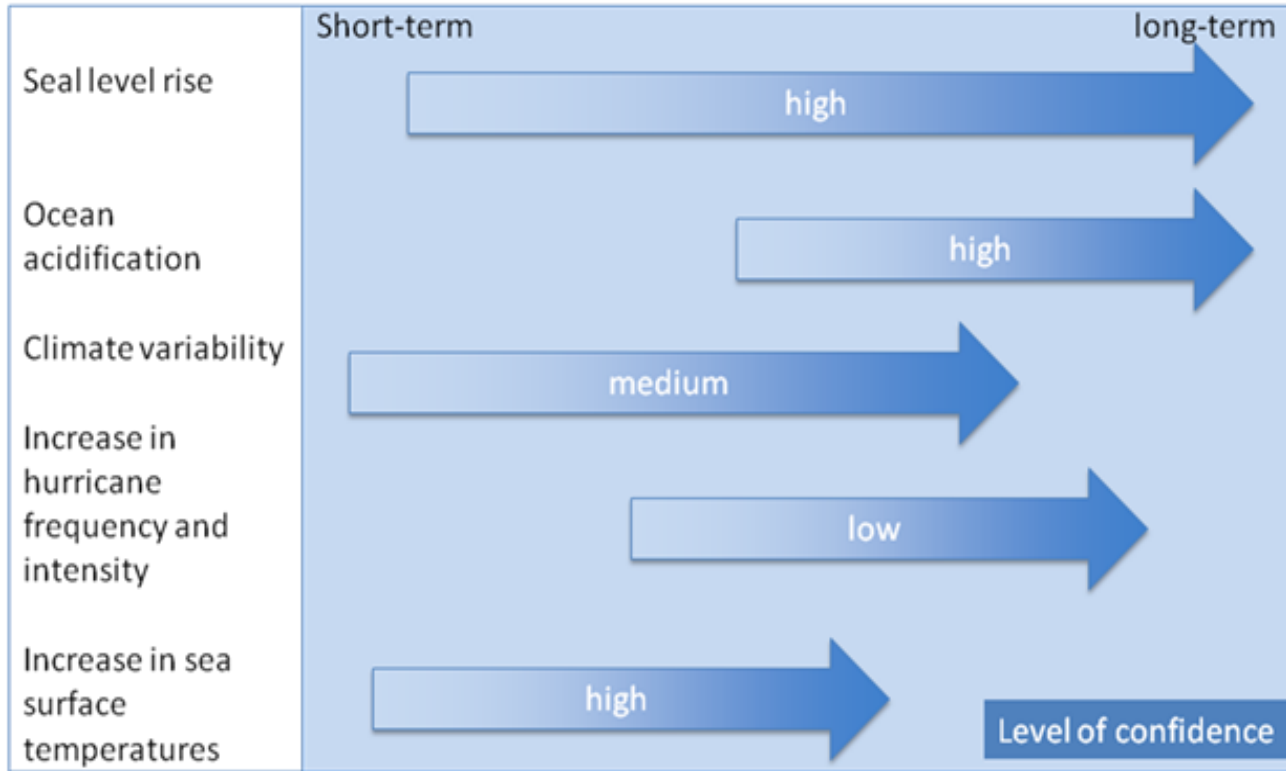 Short-term long-term
Seal level rise
high
Ocean
acidification
high
Climate variability
medium
Increase in
hurricane
frequency and
intensity
low
Increase in sea
surface
temperatures
high
Level of confidence